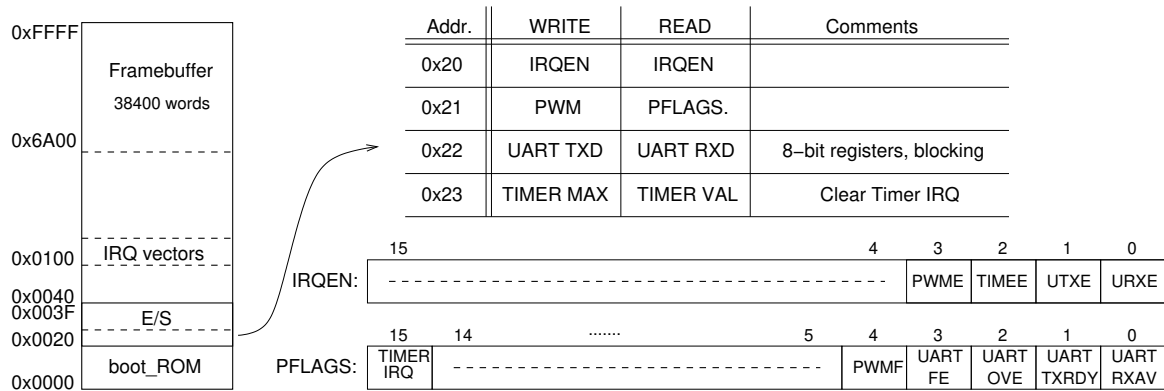 0xFFFF
Framebuffer
38400 words
0x6A00
IRQ vectors
0x0100
0x0040
0x003F
E/S
0x0020
boot_ROM
0x0000
Addr. WRITE READ Comments
0x20 IRQEN IRQEN
0x21 PWM PFLAGS.
0x22 UART TXD UART RXD 8−bit registers, blocking
0x23 TIMER MAX TIMER VAL Clear Timer IRQ
15 4 3 2 1 0
IRQEN: PWME TIMEE UTXE URXE
15 14 ....... 5 4 3 2 1 0
PFLAGS: TIMER IRQ PWMF UART FE UART OVE UART TXRDY UART RXAV